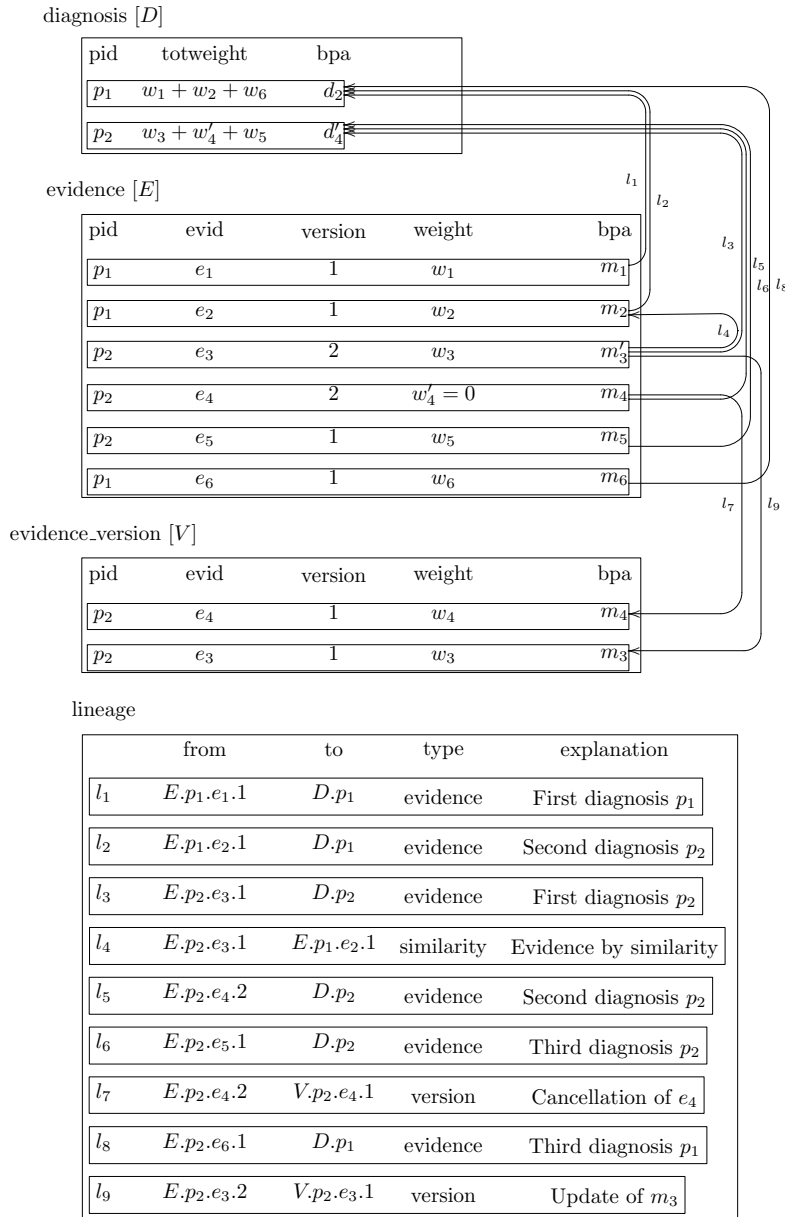 diagnosis [D]
pid totweight bpa
p₁ w₁ + w₂ + w₆ d₂
p₂ w₃ + w′₄ + w₅ d′₄
evidence [E]
pid evid version weight bpa
p₁ e₁ 1 w₁ m₁
p₁ e₂ 1 w₂ m₂
p₂ e₃ 2 w₃ m′₃
p₂ e₄ 2 w′₄ = 0 m₄
p₂ e₅ 1 w₅ m₅
p₁ e₆ 1 w₆ m₆
l₁
l₂
l₃
l₅
l₆ l₈
l₄
l₇ l₉
evidence_version [V]
pid evid version weight bpa
p₂ e₄ 1 w₄ m₄
p₂ e₃ 1 w₃ m₃
lineage
from to type explanation
l₁ E.p₁.e₁.1 D.p₁ evidence First diagnosis p₁
l₂ E.p₁.e₂.1 D.p₁ evidence Second diagnosis p₂
l₃ E.p₂.e₃.1 D.p₂ evidence First diagnosis p₂
l₄ E.p₂.e₃.1 E.p₁.e₂.1 similarity Evidence by similarity
l₅ E.p₂.e₄.2 D.p₂ evidence Second diagnosis p₂
l₆ E.p₂.e₅.1 D.p₂ evidence Third diagnosis p₂
l₇ E.p₂.e₄.2 V.p₂.e₄.1 version Cancellation of e₄
l₈ E.p₂.e₆.1 D.p₁ evidence Third diagnosis p₁
l₉ E.p₂.e₃.2 V.p₂.e₃.1 version Update of m₃